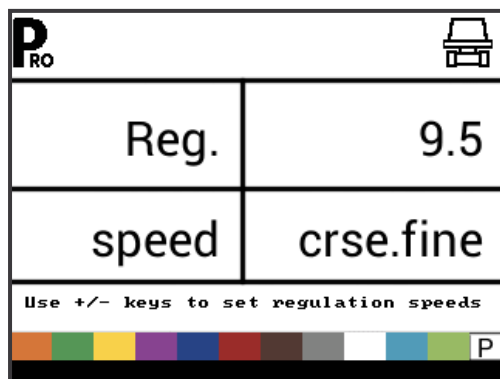 PRO
Reg. 9.5
speed crse.fine
Use +/- keys to set regulation speeds
P